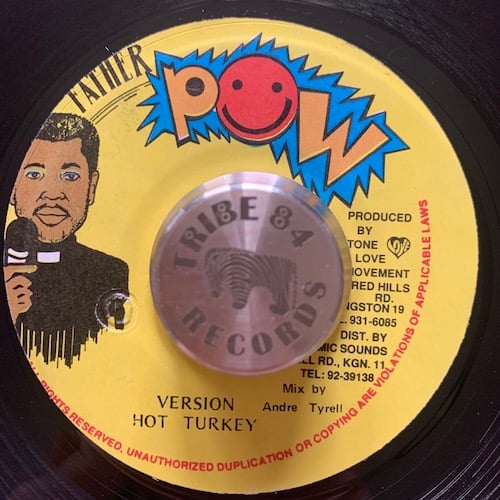 FATHER
POW
TRIBE 84
RECORDS
PRODUCED
BY
TONE LOVE
LOVE
MOVEMENT
RED HILLS
RD.
NGSTON 19
L. 931-6085
DIST. BY
MIC SOUNDS
LL RD., KGN. 11
TEL: 92-39138
Mix by
Andre Tyrell
VERSION
HOT TURKEY
RIGHTS RESERVED. UNAUTHORIZED DUPLICATION OR COPYING ARE VIOLATIONS OF APPLICABLE LAWS